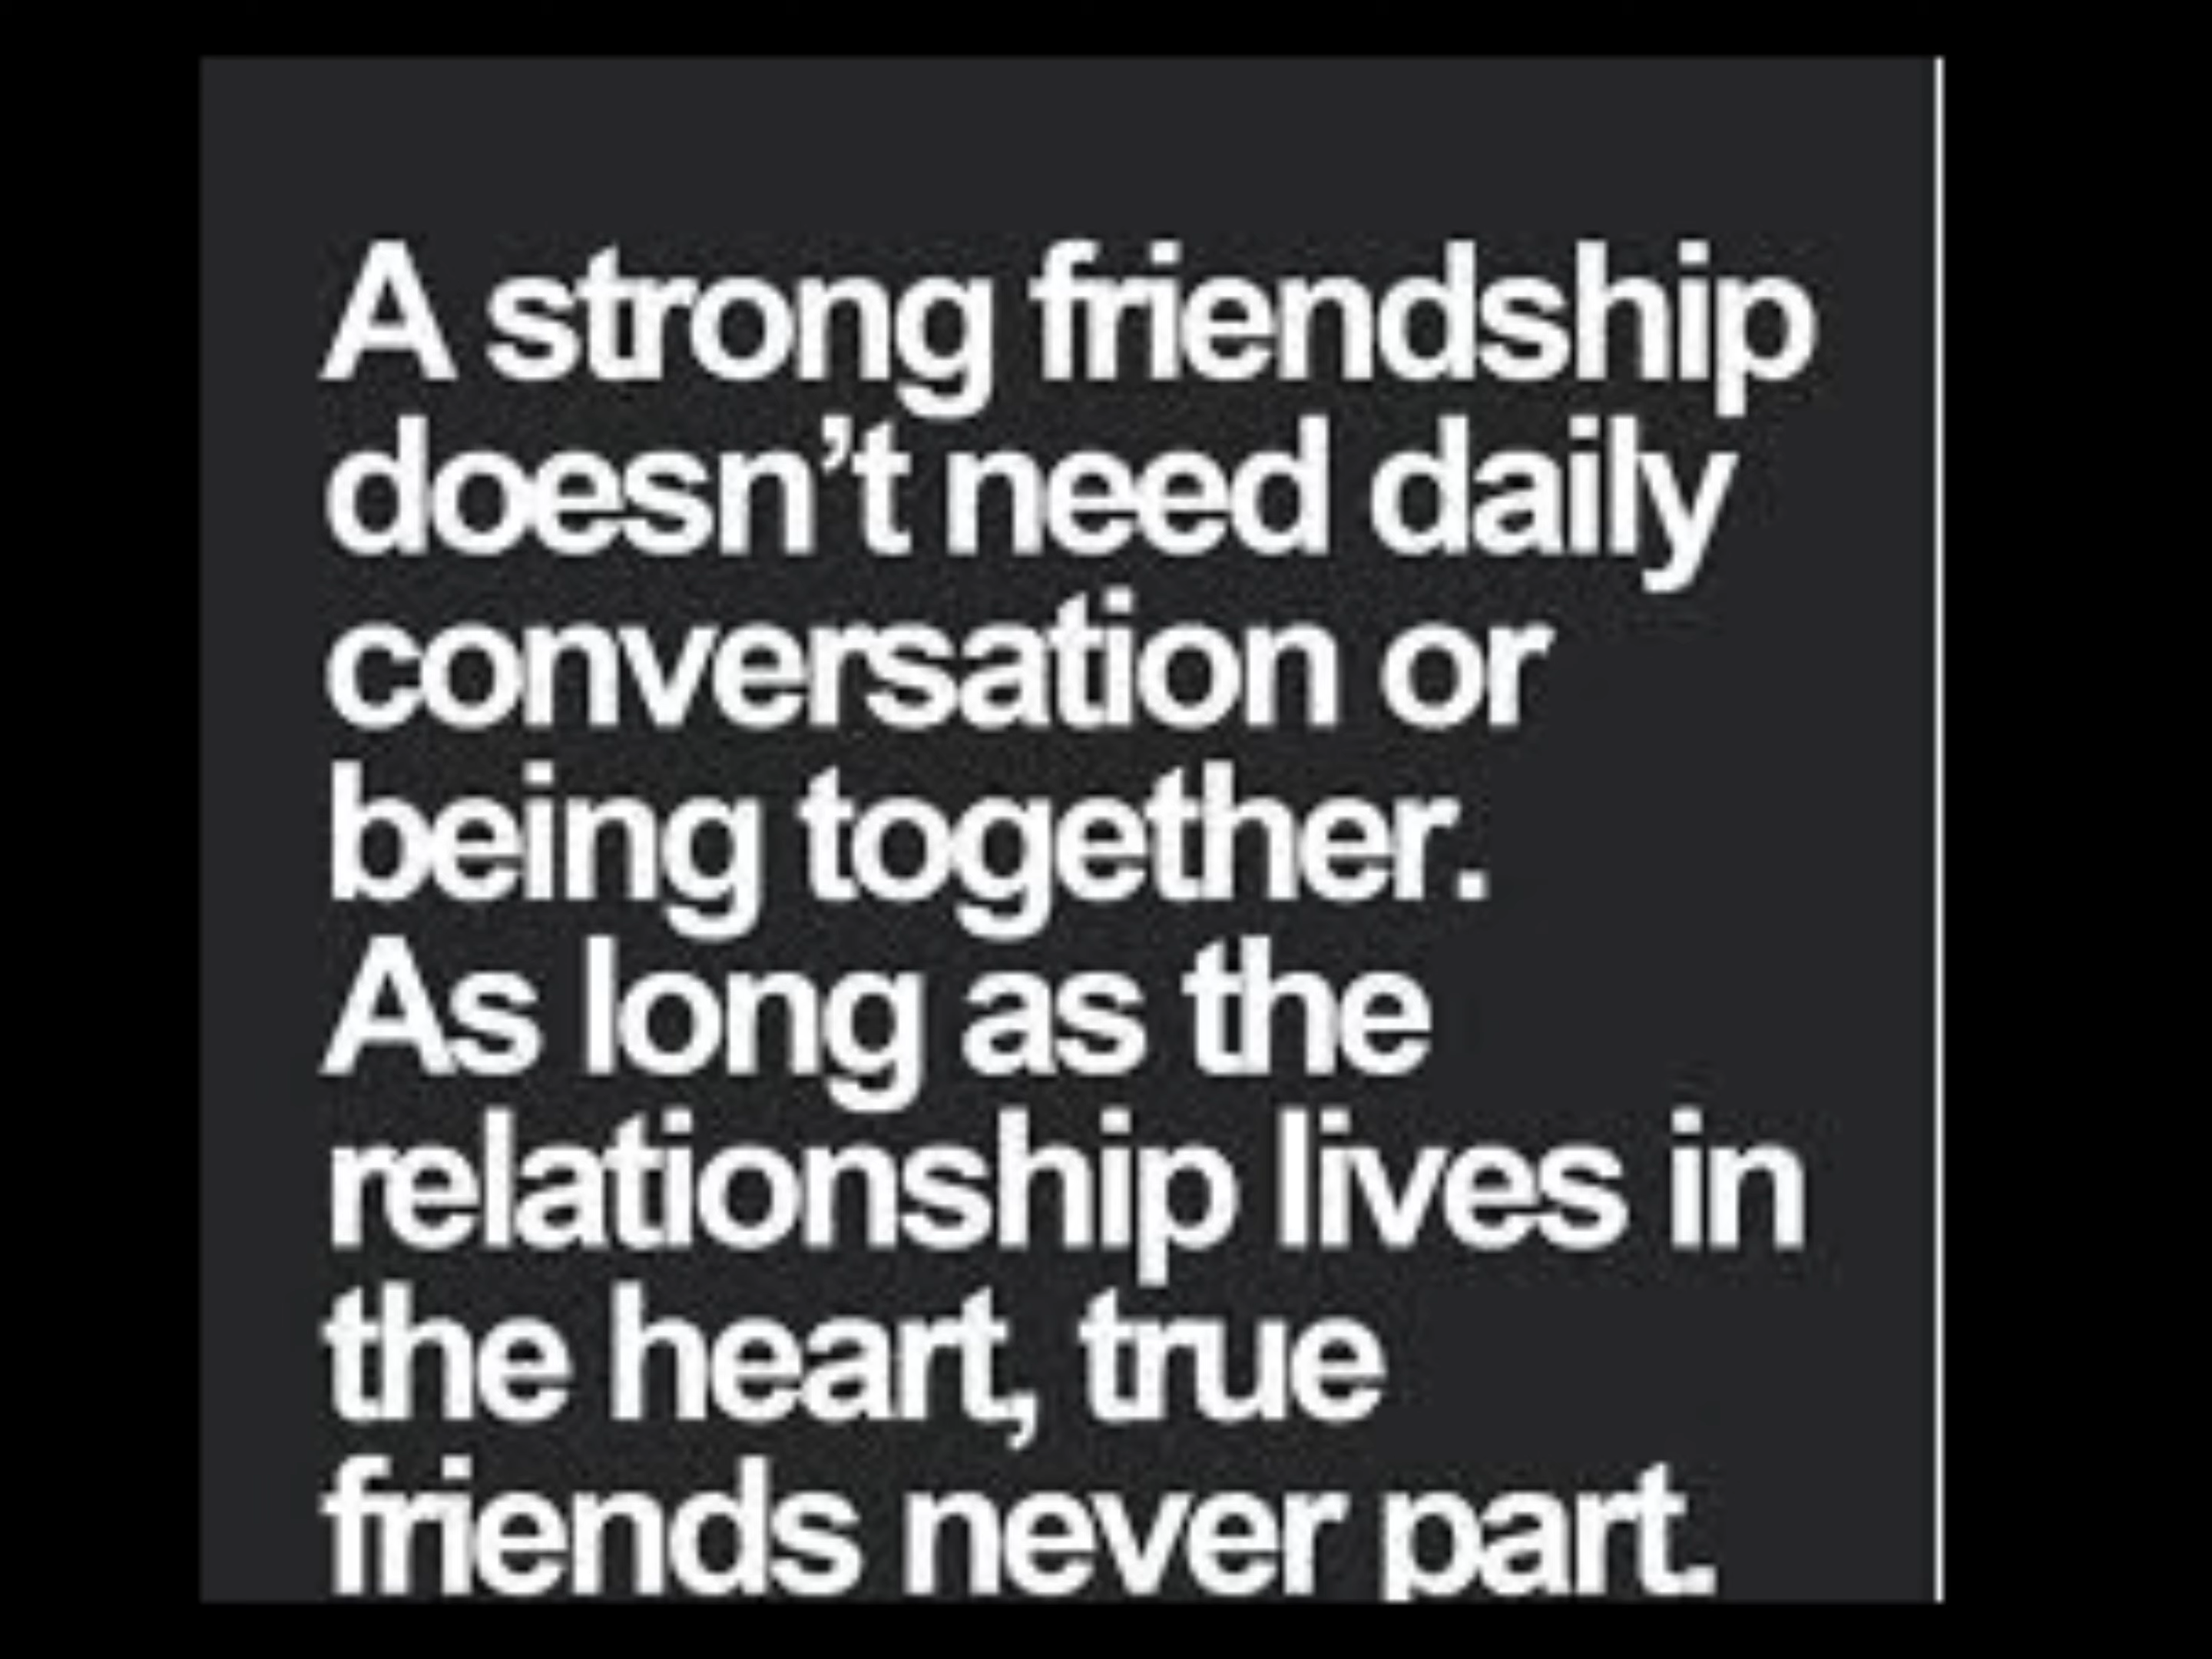 A strong friendship
doesn’t need daily
conversation or
being together.
As long as the
relationship lives in
the heart, true
friends never part.